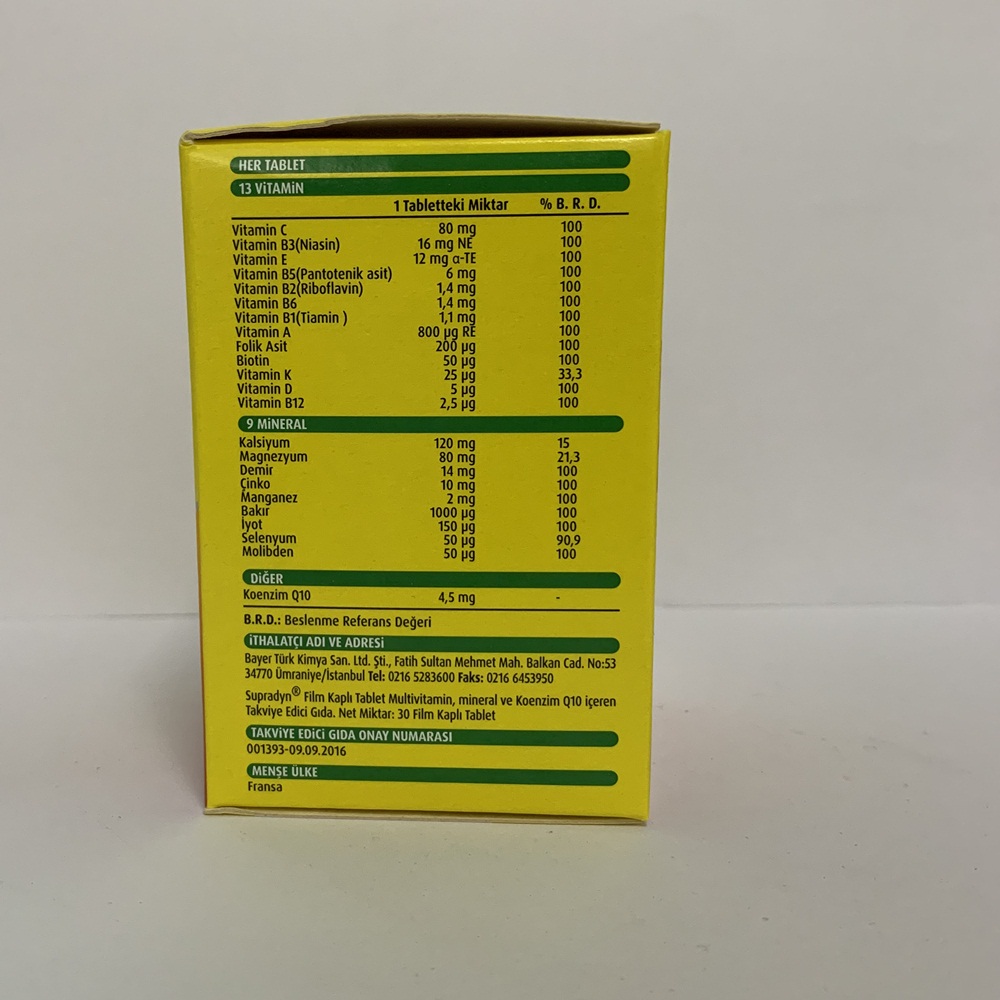 HER TABLET
13 VİTAMİN
1 Tabletteki Miktar % B. R. D.
Vitamin C 80 mg 100
Vitamin B3(Niasin) 16 mg NE 100
Vitamin E 12 mg α-TE 100
Vitamin B5(Pantotenik asit) 6 mg 100
Vitamin B2(Riboflavin) 1,4 mg 100
Vitamin B6 1,4 mg 100
Vitamin B1(Tiamin ) 1,1 mg 100
Vitamin A 800 µg RE 100
Folik Asit 200 µg 100
Biotin 50 µg 100
Vitamin K 25 µg 33,3
Vitamin D 5 µg 100
Vitamin B12 2,5 µg 100
9 MİNERAL
Kalsiyum 120 mg 15
Magnezyum 80 mg 21,3
Demir 14 mg 100
Çinko 10 mg 100
Manganez 2 mg 100
Bakır 1000 µg 100
İyot 150 µg 100
Selenyum 50 µg 90,9
Molibden 50 µg 100
DİĞER
Koenzim Q10 4,5 mg -
B.R.D.: Beslenme Referans Değeri
İTHALATÇI ADI VE ADRESİ
Bayer Türk Kimya San. Ltd. Şti., Fatih Sultan Mehmet Mah. Balkan Cad. No:53
34770 Ümraniye/İstanbul Tel: 0216 5283600 Faks: 0216 6453950
Supradyn® Film Kaplı Tablet Multivitamin, mineral ve Koenzim Q10 içeren
Takviye Edici Gıda. Net Miktar: 30 Film Kaplı Tablet
TAKVİYE EDİCİ GIDA ONAY NUMARASI
001393-09.09.2016
MENŞE ÜLKE
Fransa